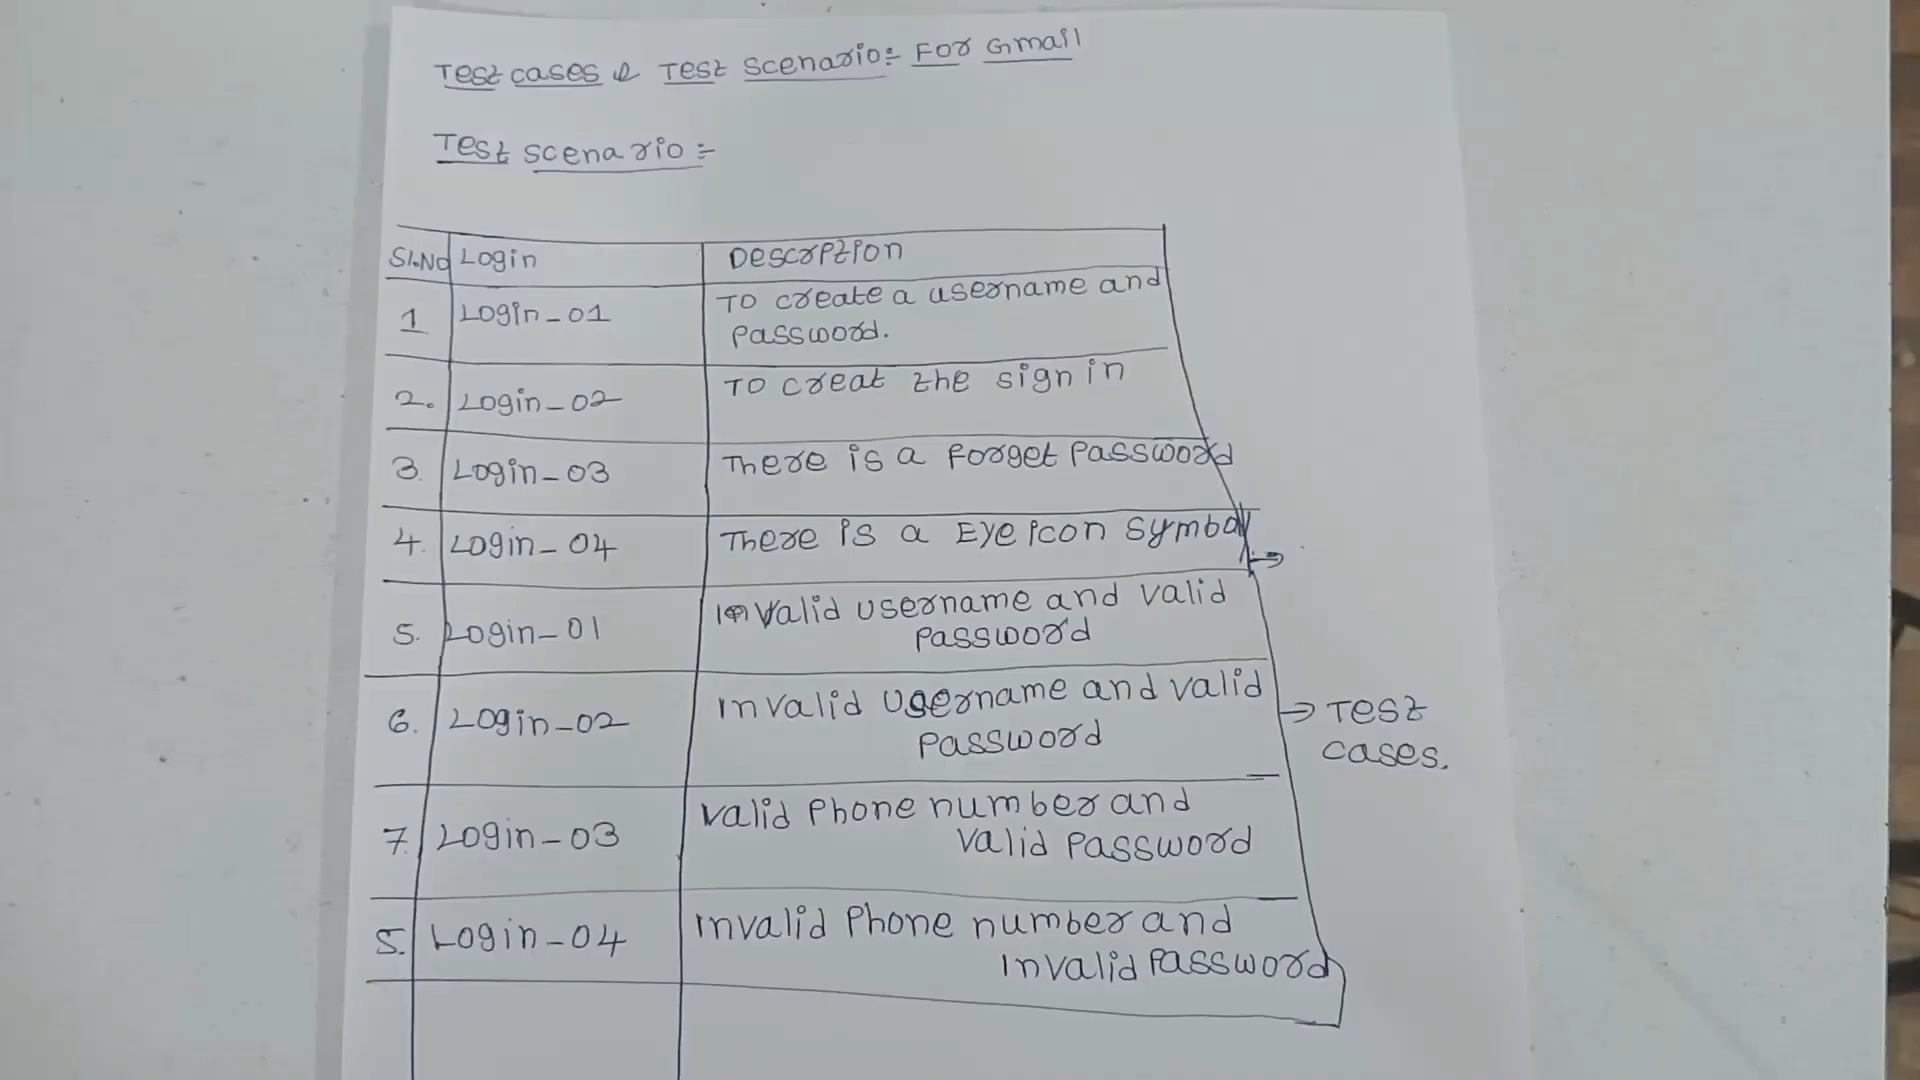 Test cases & Test scenario:- For Gmail
Test scenario:-
Sl.No Login Descrption
1. Login-01 To create a username and
password.
2. Login-02 To creat the sign in
3. Login-03 There is a forget password
4. Login-04 There is a Eye icon symbol
5. Login-01 valid username and valid
password
6. Login-02 Invalid username and valid
password
→ Test
cases.
7. Login-03 valid phone number and
valid password
5. Login-04 Invalid phone number and
Invalid password